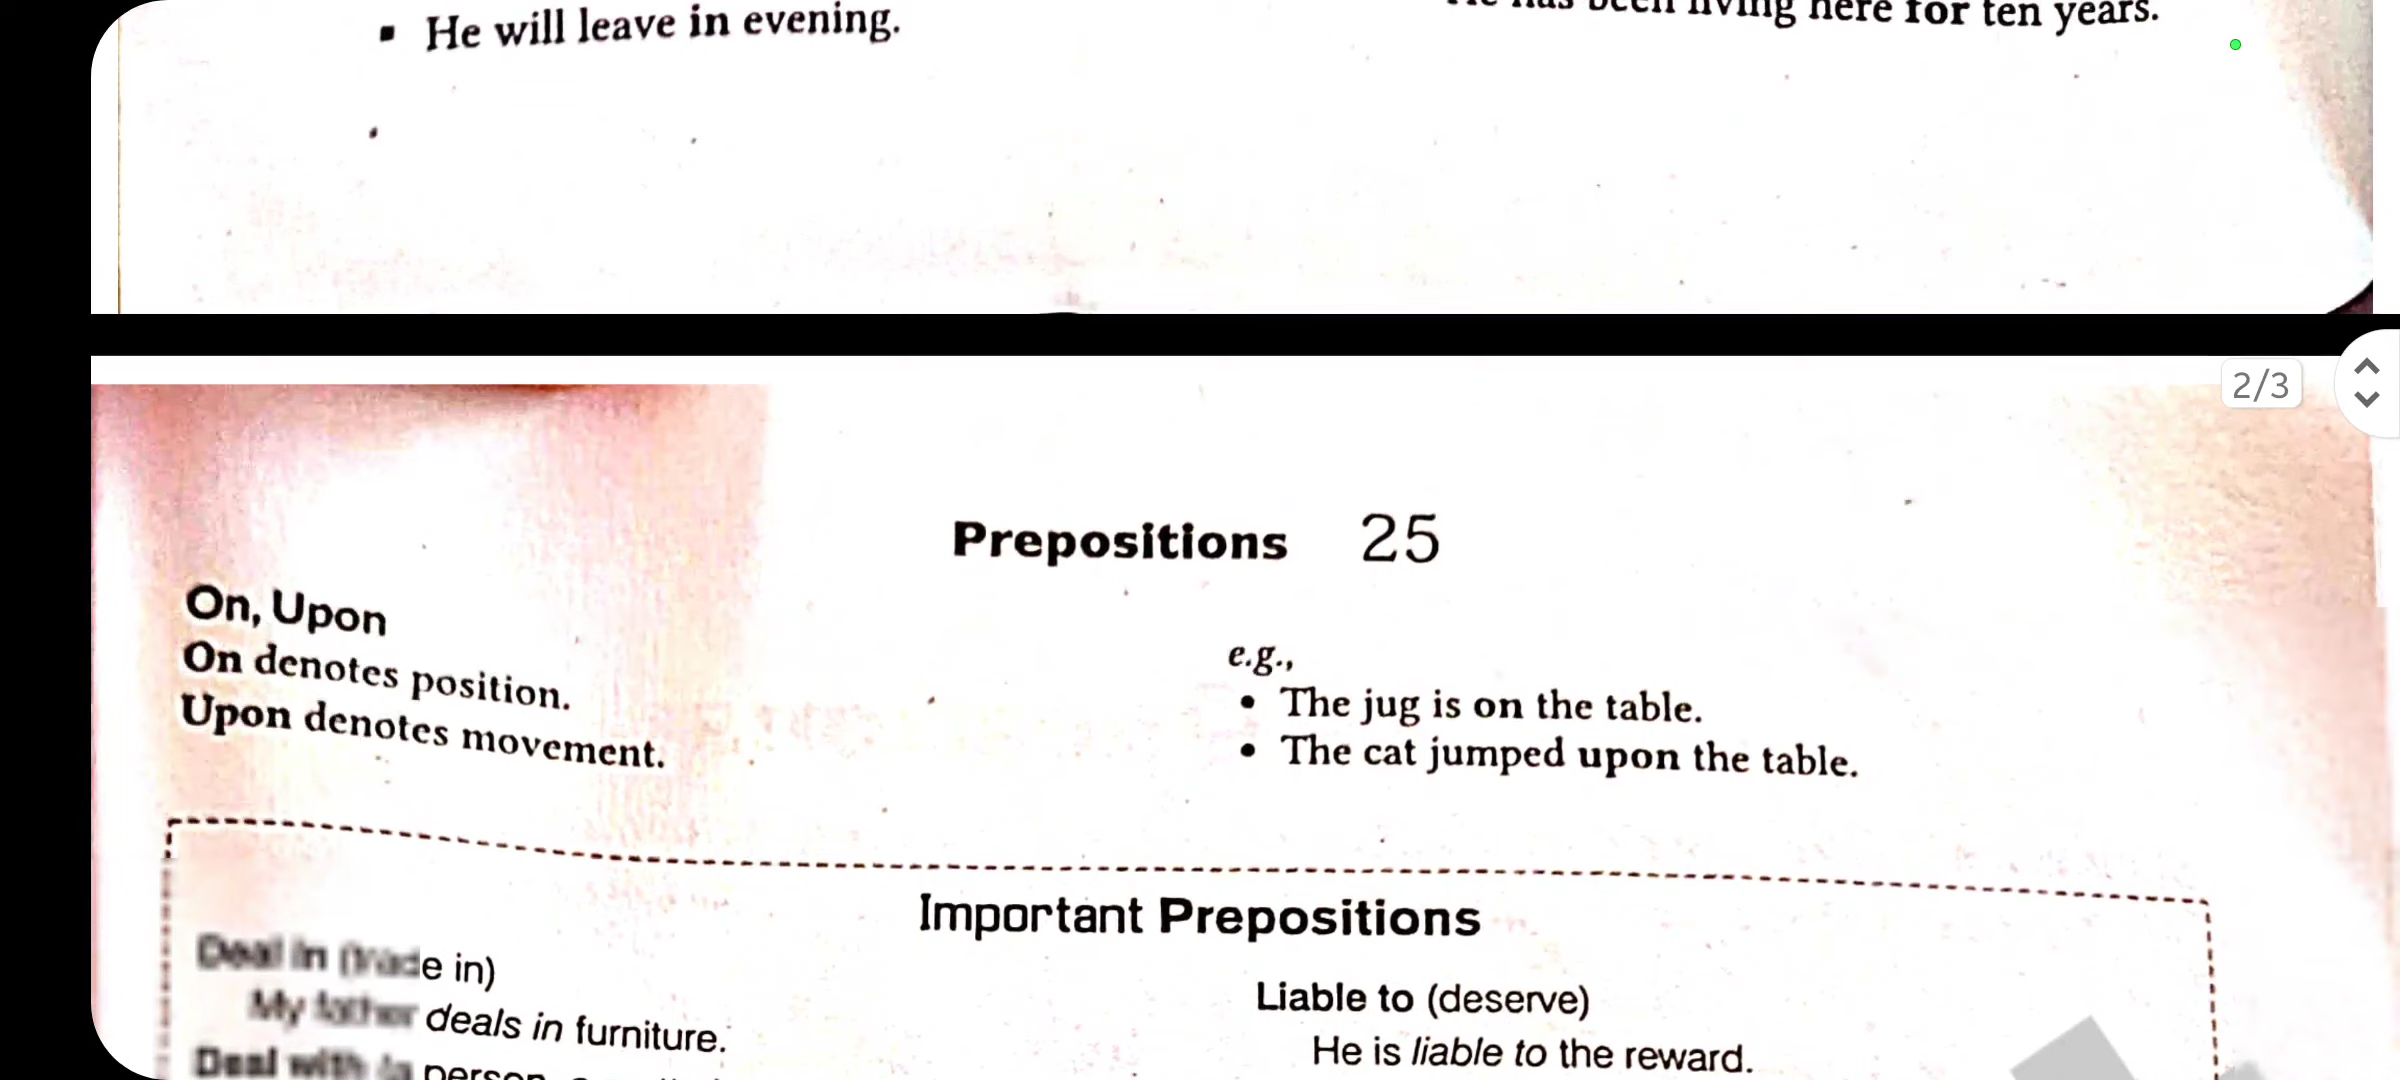 ▪ He will leave in evening.
been living here for ten years.
2/3
Prepositions 25
On, Upon
On denotes position.
Upon denotes movement.
e.g.,
• The jug is on the table.
• The cat jumped upon the table.
Important Prepositions
Deal in (trade in)
My father deals in furniture.
Deal with
Liable to (deserve)
He is liable to the reward.